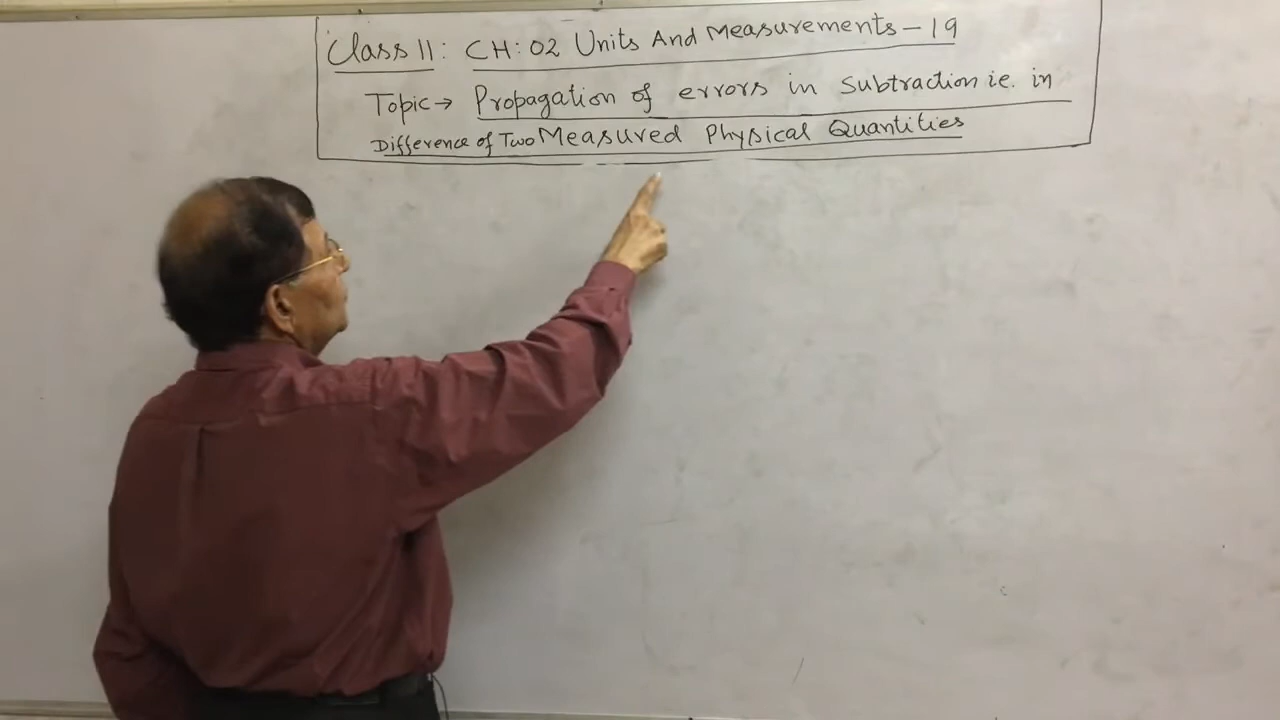 Class 11: CH: 02 Units And Measurements - 19
Topic → Propagation of errors in Subtraction ie. in
Difference of Two Measured Physical Quantities